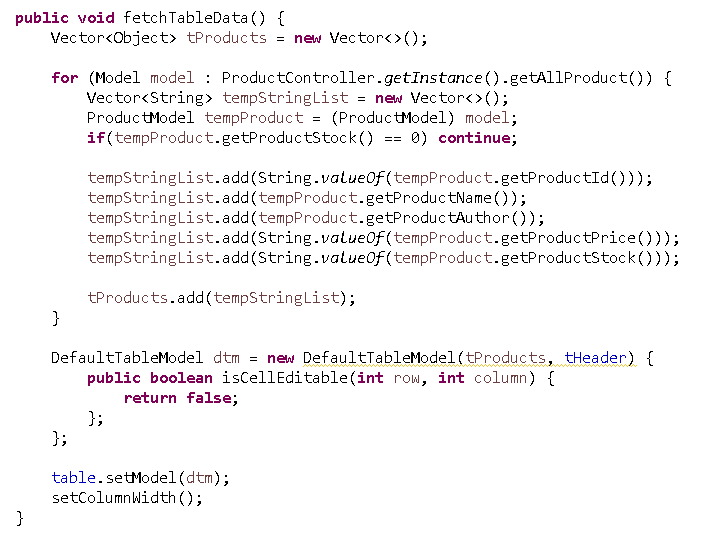 public void fetchTableData() {
    Vector<Object> tProducts = new Vector<>();

    for (Model model : ProductController.getInstance().getAllProduct()) {
        Vector<String> tempStringList = new Vector<>();
        ProductModel tempProduct = (ProductModel) model;
        if(tempProduct.getProductStock() == 0) continue;

        tempStringList.add(String.valueOf(tempProduct.getProductId()));
        tempStringList.add(tempProduct.getProductName());
        tempStringList.add(tempProduct.getProductAuthor());
        tempStringList.add(String.valueOf(tempProduct.getProductPrice()));
        tempStringList.add(String.valueOf(tempProduct.getProductStock()));

        tProducts.add(tempStringList);
    }

    DefaultTableModel dtm = new DefaultTableModel(tProducts, tHeader) {
        public boolean isCellEditable(int row, int column) {
            return false;
        };
    };

    table.setModel(dtm);
    setColumnWidth();
}